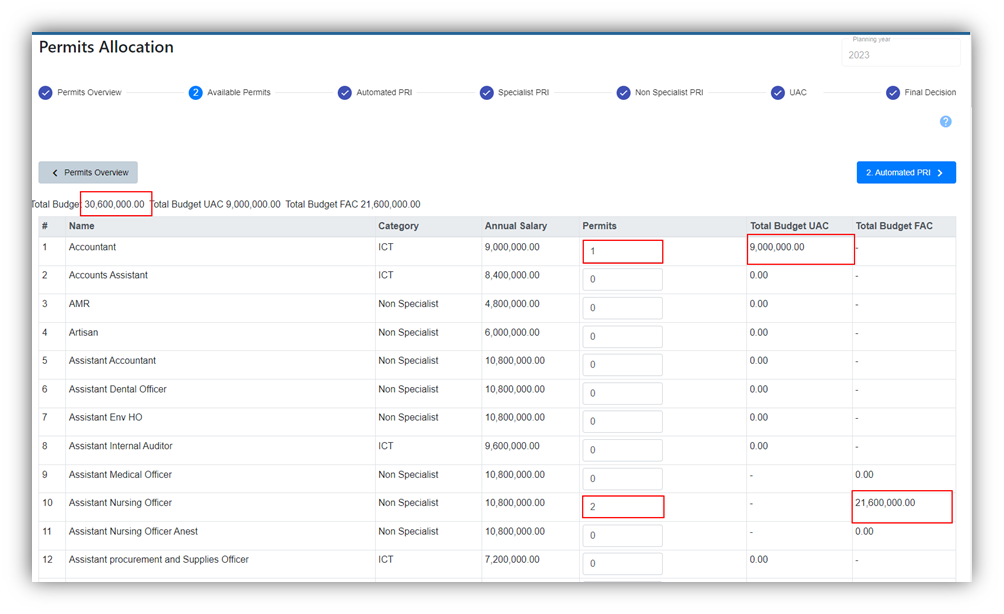 Permits Allocation
Planning year
2023
Permits Overview 2 Available Permits Automated PRI Specialist PRI Non Specialist PRI UAC Final Decision
?
Permits Overview
2. Automated PRI
Total Budge 30,600,000.00 Total Budget UAC 9,000,000.00 Total Budget FAC 21,600,000.00
# Name Category Annual Salary Permits Total Budget UAC Total Budget FAC
1 Accountant ICT 9,000,000.00 1 9,000,000.00 -
2 Accounts Assistant ICT 8,400,000.00 0 0.00 -
3 AMR Non Specialist 4,800,000.00 0 0.00 -
4 Artisan Non Specialist 6,000,000.00 0 0.00 -
5 Assistant Accountant Non Specialist 10,800,000.00 0 0.00 -
6 Assistant Dental Officer Non Specialist 10,800,000.00 0 0.00 -
7 Assistant Env HO Non Specialist 10,800,000.00 0 0.00 -
8 Assistant Internal Auditor ICT 9,600,000.00 0 0.00 -
9 Assistant Medical Officer Non Specialist 10,800,000.00 0 - 0.00
10 Assistant Nursing Officer Non Specialist 10,800,000.00 2 - 21,600,000.00
11 Assistant Nursing Officer Anest Non Specialist 10,800,000.00 0 - 0.00
12 Assistant procurement and Supplies Officer ICT 7,200,000.00 0 0.00 -